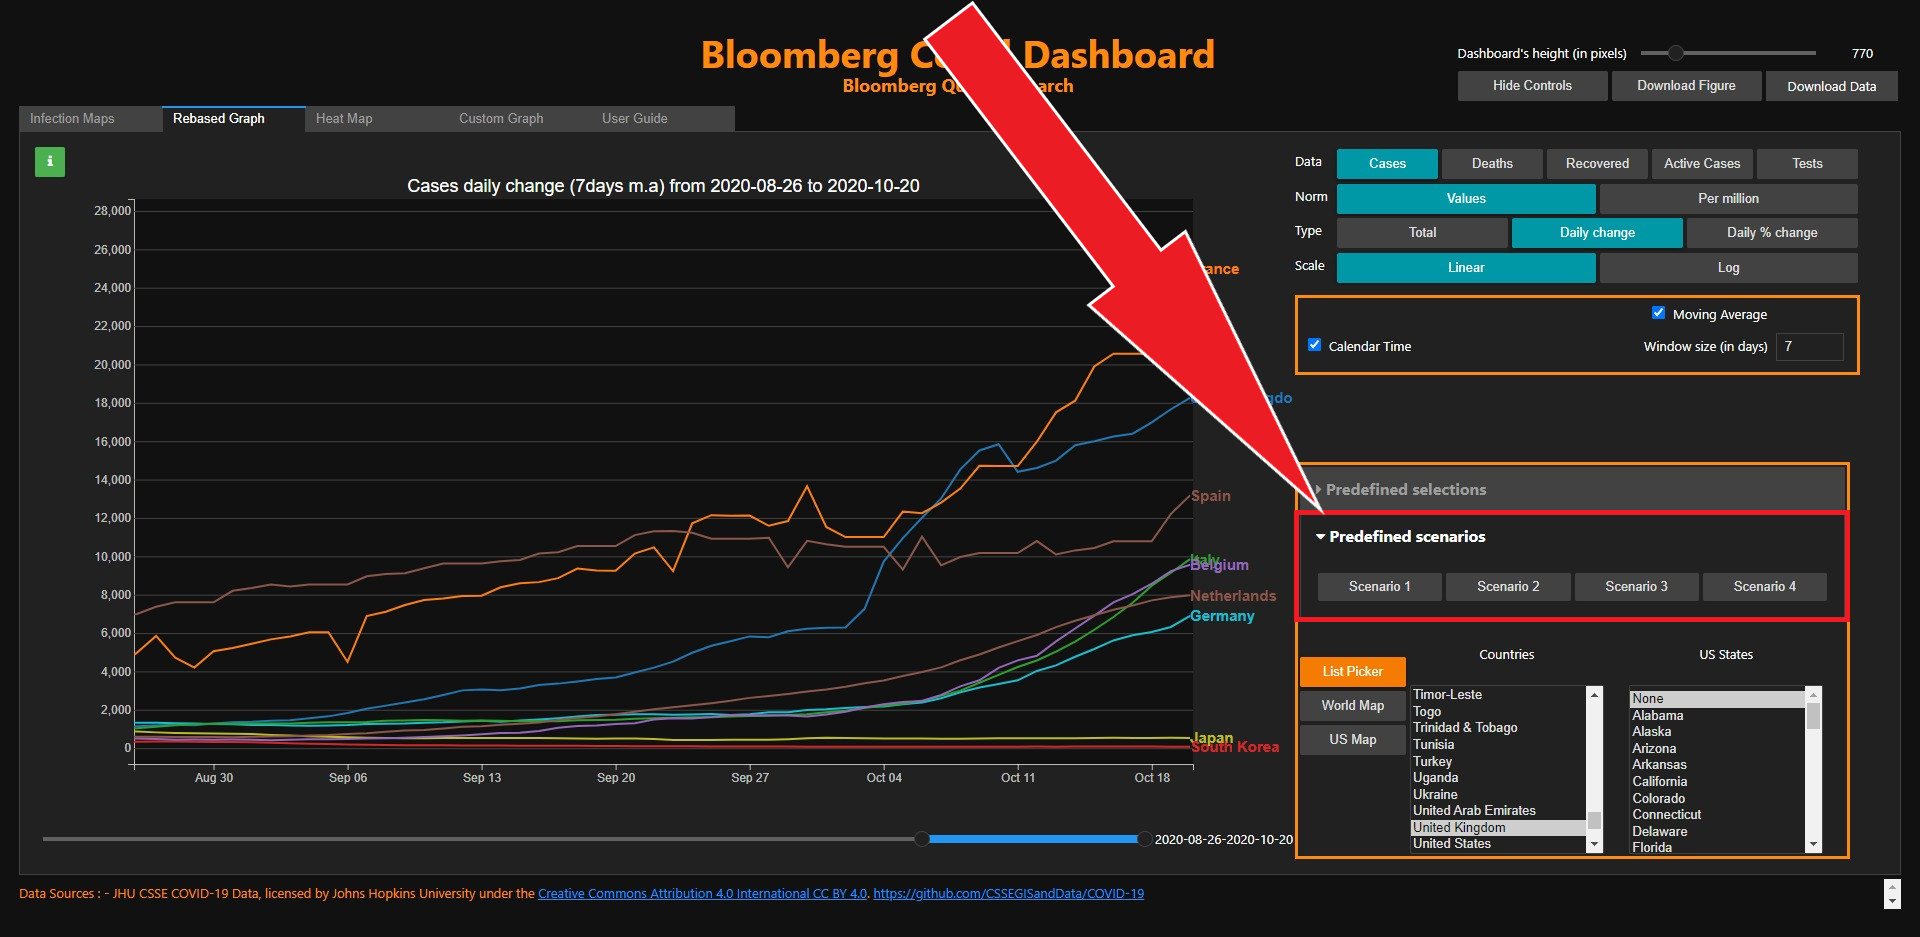 Bloomberg C Dashboard
Bloomberg Qu arch
Dashboard's height (in pixels) 770
Hide Controls Download Figure Download Data
Infection Maps Rebased Graph Heat Map Custom Graph User Guide
i
Cases daily change (7days m.a) from 2020-08-26 to 2020-10-20
28,000
26,000
24,000
22,000
20,000
18,000
16,000
14,000
12,000
10,000
8,000
6,000
4,000
2,000
0
Aug 30 Sep 06 Sep 13 Sep 20 Sep 27 Oct 04 Oct 11 Oct 18
ance
gdo
Spain
Italy
Belgium
Netherlands
Germany
Japan
South Korea
2020-08-26-2020-10-20
Data Cases Deaths Recovered Active Cases Tests
Norm Values Per million
Type Total Daily change Daily % change
Scale Linear Log
Moving Average
Calendar Time Window size (in days) 7
Predefined selections
Predefined scenarios
Scenario 1 Scenario 2 Scenario 3 Scenario 4
List Picker
World Map
US Map
Countries
Timor-Leste
Togo
Trinidad & Tobago
Tunisia
Turkey
Uganda
Ukraine
United Arab Emirates
United Kingdom
United States
US States
None
Alabama
Alaska
Arizona
Arkansas
California
Colorado
Connecticut
Delaware
Florida
Data Sources : - JHU CSSE COVID-19 Data, licensed by Johns Hopkins University under the Creative Commons Attribution 4.0 International CC BY 4.0. https://github.com/CSSEGISandData/COVID-19